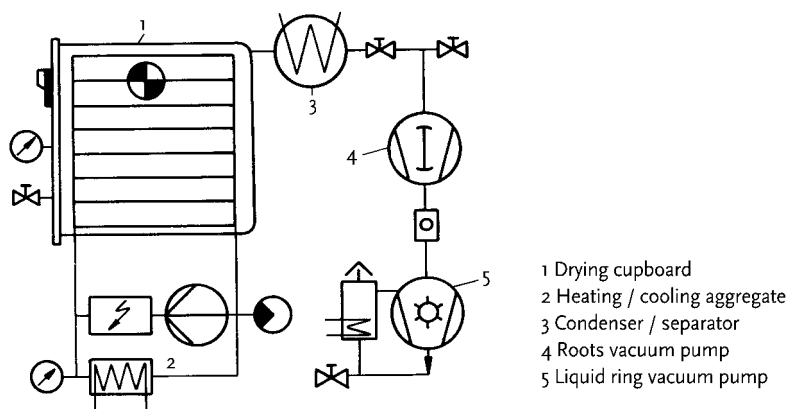 1
3
4
5
2
1 Drying cupboard
2 Heating / cooling aggregate
3 Condenser / separator
4 Roots vacuum pump
5 Liquid ring vacuum pump